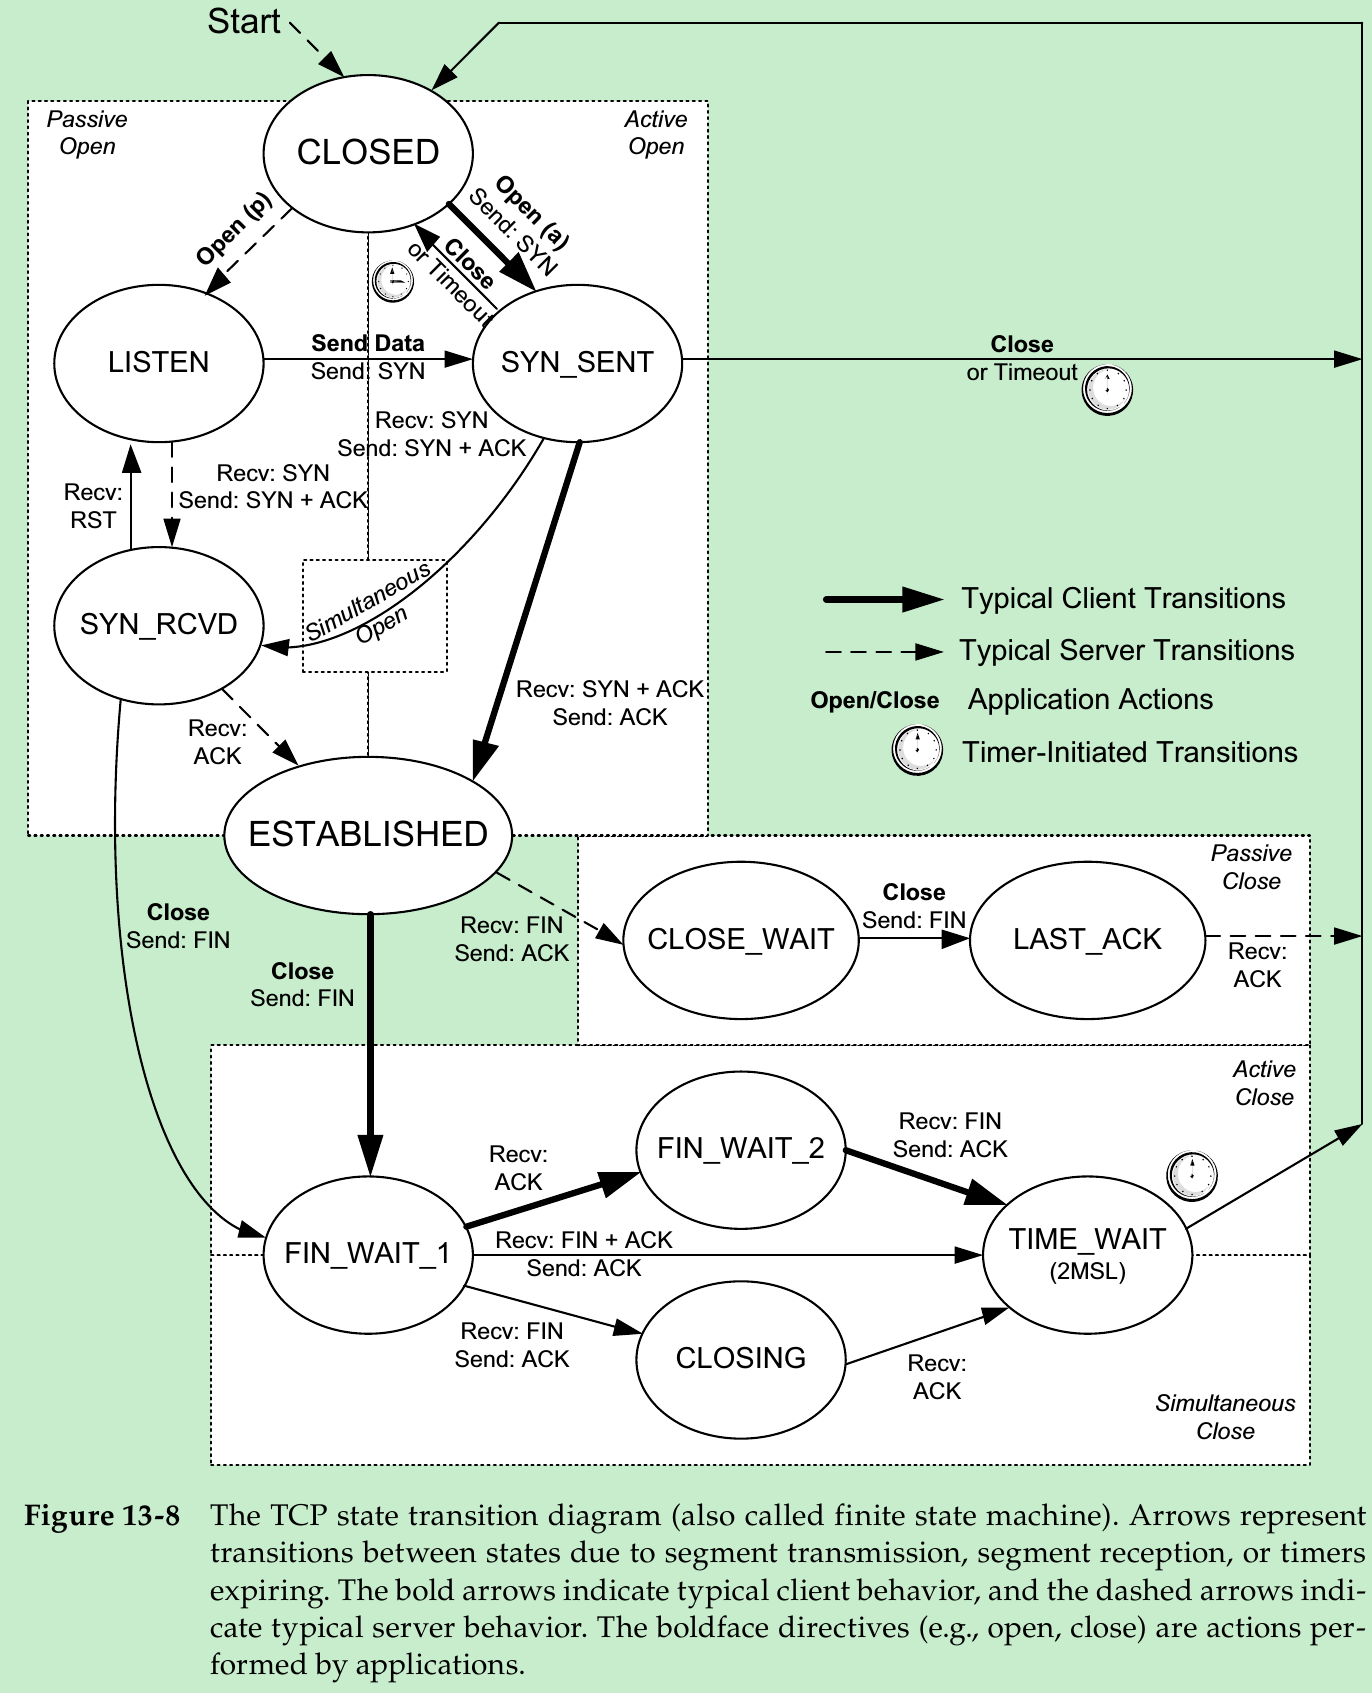 Start
Passive
Open
Active
Open
CLOSED
Open (p)
Open (a)
Send: SYN
Close
or Timeout
LISTEN
Send Data
Send: SYN
SYN_SENT
Close
or Timeout
Recv: SYN
Send: SYN + ACK
Recv:
RST
Recv: SYN
Send: SYN + ACK
SYN_RCVD
Simultaneous
Open
Typical Client Transitions
Typical Server Transitions
Open/Close Application Actions
Timer-Initiated Transitions
Recv: SYN + ACK
Send: ACK
Recv:
ACK
ESTABLISHED
Passive
Close
Close
Send: FIN
Recv: FIN
Send: ACK
CLOSE_WAIT
Close
Send: FIN
LAST_ACK
Recv:
ACK
Close
Send: FIN
Active
Close
Recv:
ACK
FIN_WAIT_2
Recv: FIN
Send: ACK
FIN_WAIT_1
Recv: FIN + ACK
Send: ACK
TIME_WAIT
(2MSL)
Recv: FIN
Send: ACK
CLOSING
Recv:
ACK
Simultaneous
Close
Figure 13-8 The TCP state transition diagram (also called finite state machine). Arrows represent
transitions between states due to segment transmission, segment reception, or timers
expiring. The bold arrows indicate typical client behavior, and the dashed arrows indi-
cate typical server behavior. The boldface directives (e.g., open, close) are actions per-
formed by applications.